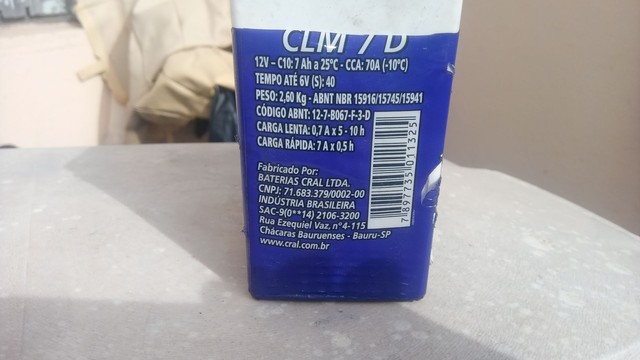 CLM 7 D
12V – C10: 7 Ah a 25°C - CCA: 70A (-10°C)
TEMPO ATÉ 6V (S): 40
PESO: 2,60 Kg - ABNT NBR 15916/15745/15941
CÓDIGO ABNT: 12-7-B067-F-3-D
CARGA LENTA: 0,7 A x 5 - 10 h
CARGA RÁPIDA: 7 A x 0,5 h
Fabricado Por:
BATERIAS CRAL LTDA.
CNPJ: 71.683.379/0002-00
INDÚSTRIA BRASILEIRA
SAC-9(0**14) 2106-3200
Rua Ezequiel Vaz, n°4-115
Chácaras Bauruenses - Bauru-SP
www.cral.com.br
7 897735 011325